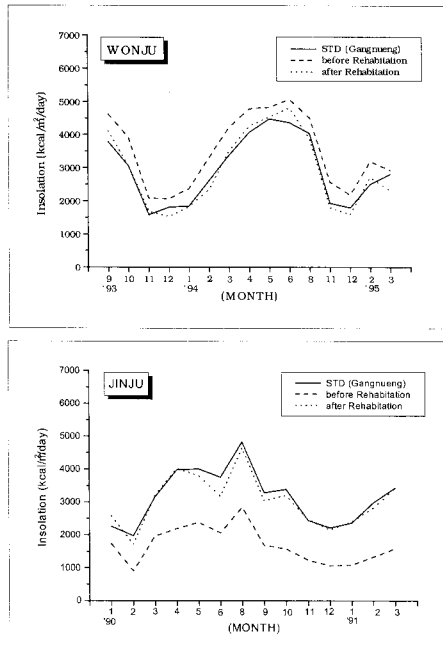 WONJU
STD (Gangnueng)
before Rehabitation
after Rehabitation
Insolation (kcal/㎡/day)
7000
6000
5000
4000
3000
2000
1000
0
9 10 11 12 1 2 3 4 5 6 8 11 12 2 3
'93 '94 '95
(MONTH)
JINJU
STD (Gangnueng)
before Rehabitation
after Rehabitation
Insolation (kcal/㎡/day)
7000
6000
5000
4000
3000
2000
1000
0
1 2 3 4 5 6 8 9 10 11 12 1 2 3
'90 '91
(MONTH)